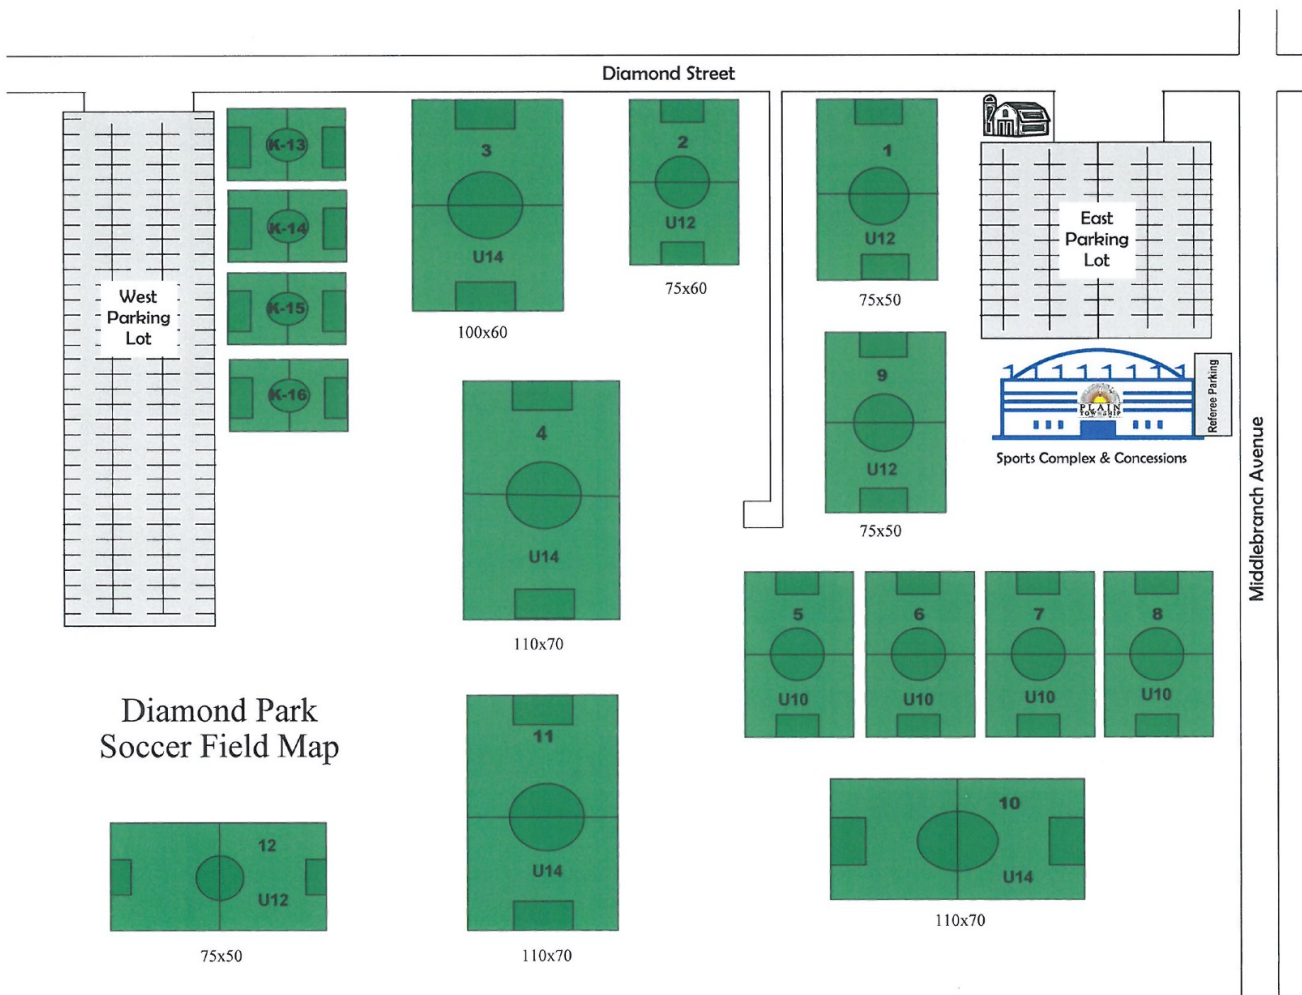 Diamond Street
K-13
K-14
K-15
K-16
3
U14
100x60
2
U12
75x60
1
U12
75x50
East
Parking
Lot
West
Parking
Lot
4
U14
110x70
9
U12
75x50
PLAIN
TOWNSHIP
Referee Parking
Sports Complex & Concessions
Middlebranch Avenue
5
U10
6
U10
7
U10
8
U10
Diamond Park
Soccer Field Map
11
U14
110x70
10
U14
110x70
12
U12
75x50